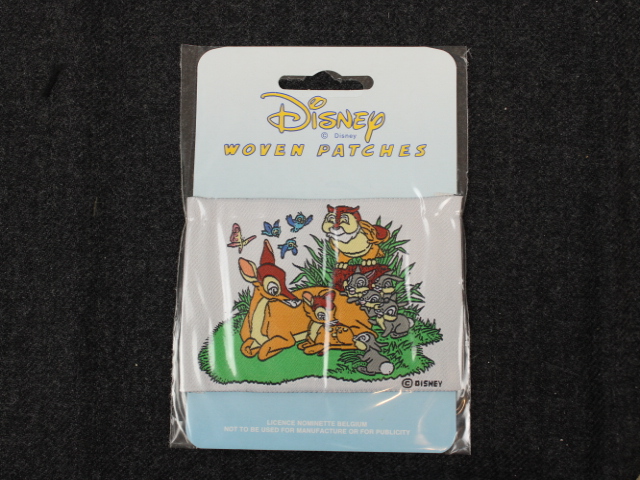 Disney
© Disney
WOVEN PATCHES
© DISNEY
LICENCE NOMINETTE BELGIUM
NOT TO BE USED FOR MANUFACTURE OR FOR PUBLICITY